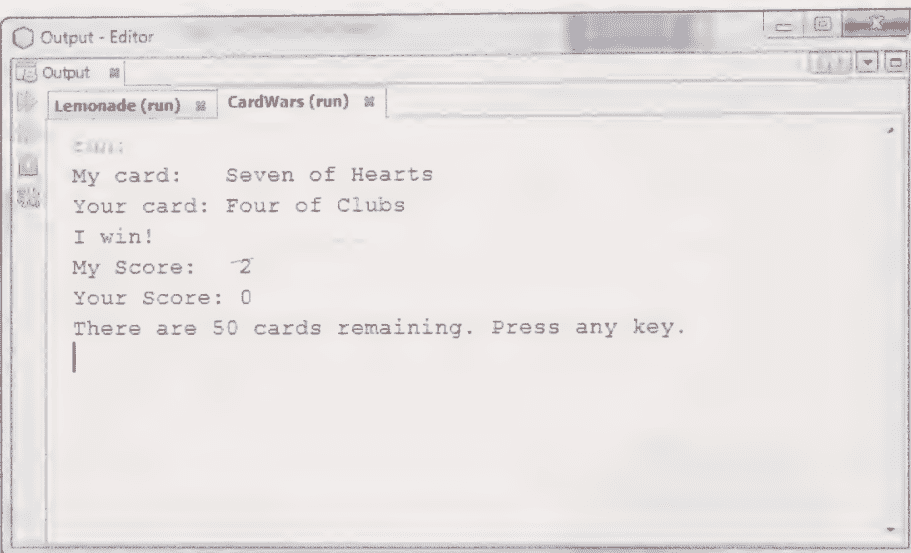 Output - Editor
Output
Lemonade (run) CardWars (run)
run:
My card: Seven of Hearts
Your card: Four of Clubs
I win!
My Score: 2
Your Score: 0
There are 50 cards remaining. Press any key.